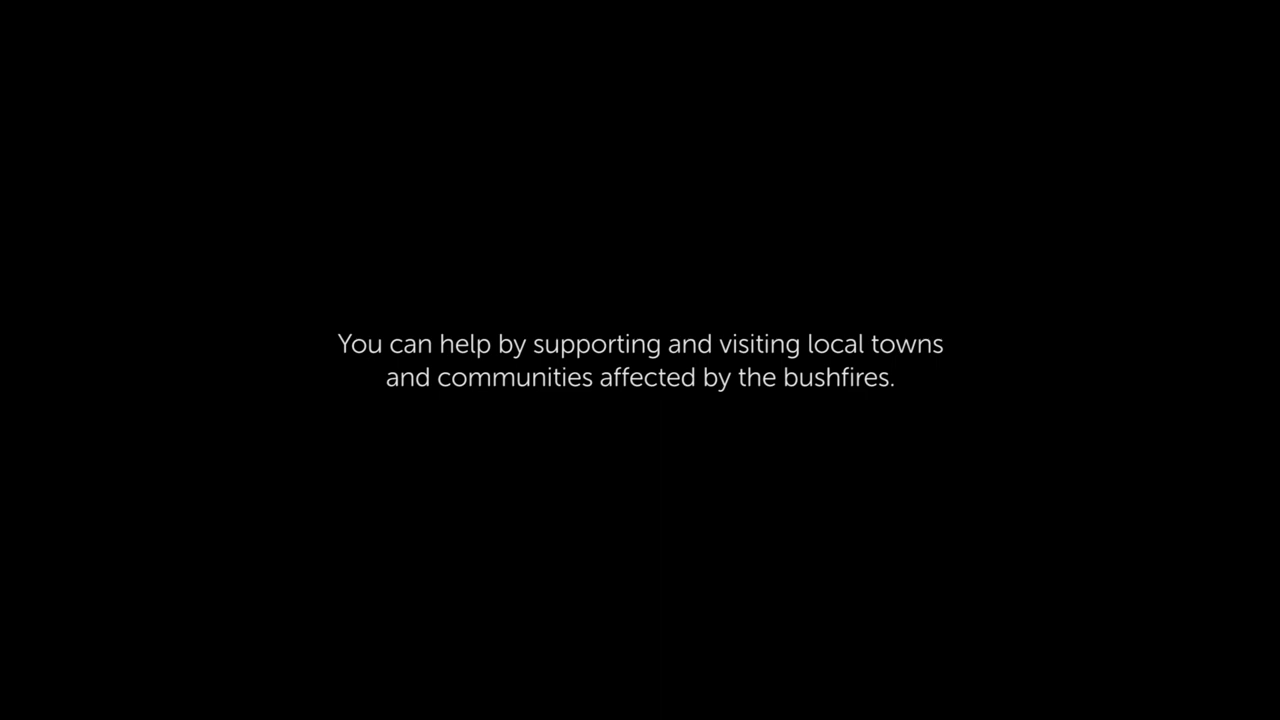 You can help by supporting and visiting local towns
and communities affected by the bushfires.